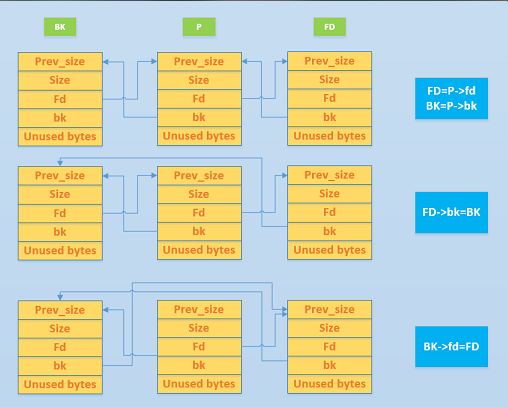 BK P FD
Prev_size Prev_size Prev_size
Size Size Size
Fd Fd Fd
bk bk bk
Unused bytes Unused bytes Unused bytes
FD=P->fd
BK=P->bk
Prev_size Prev_size Prev_size
Size Size Size
Fd Fd Fd
bk bk bk
Unused bytes Unused bytes Unused bytes
FD->bk=BK
Prev_size Prev_size Prev_size
Size Size Size
Fd Fd Fd
bk bk bk
Unused bytes Unused bytes Unused bytes
BK->fd=FD